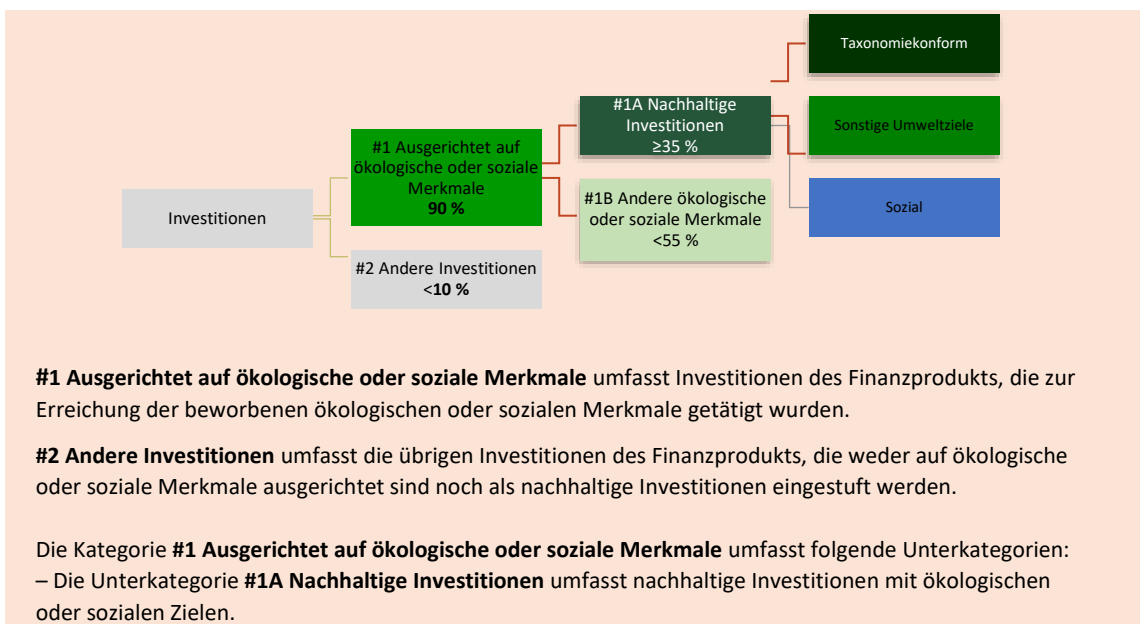 Taxonomiekonform
#1A Nachhaltige
Investitionen
≥35 %
Sonstige Umweltziele
#1 Ausgerichtet auf
ökologische oder soziale
Merkmale
90 %
#1B Andere ökologische
oder soziale Merkmale
<55 %
Sozial
Investitionen
#2 Andere Investitionen
<10 %
#1 Ausgerichtet auf ökologische oder soziale Merkmale umfasst Investitionen des Finanzprodukts, die zur
Erreichung der beworbenen ökologischen oder sozialen Merkmale getätigt wurden.
#2 Andere Investitionen umfasst die übrigen Investitionen des Finanzprodukts, die weder auf ökologische
oder soziale Merkmale ausgerichtet sind noch als nachhaltige Investitionen eingestuft werden.
Die Kategorie #1 Ausgerichtet auf ökologische oder soziale Merkmale umfasst folgende Unterkategorien:
– Die Unterkategorie #1A Nachhaltige Investitionen umfasst nachhaltige Investitionen mit ökologischen
oder sozialen Zielen.